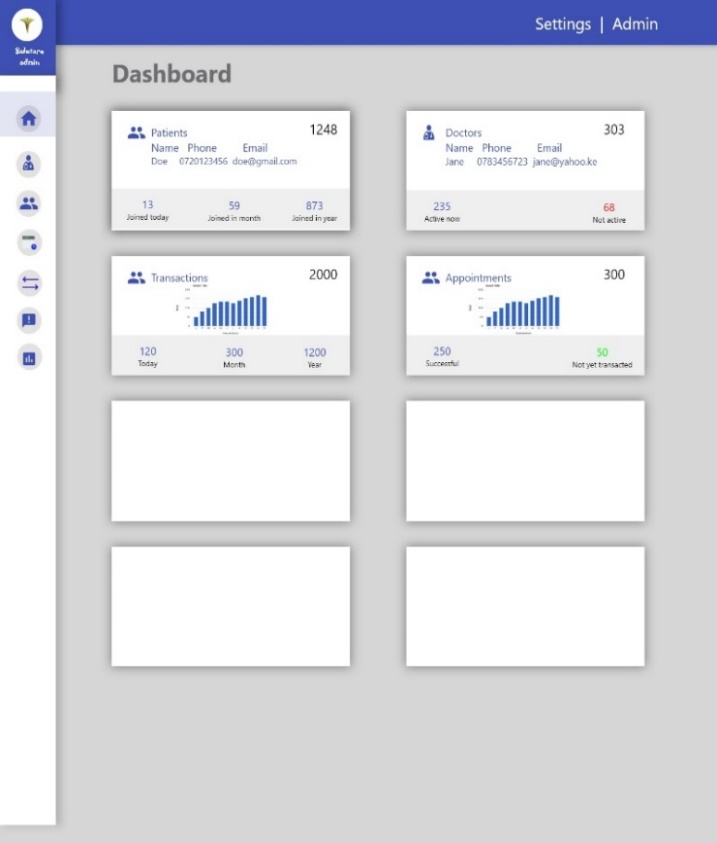 Salutare
admin
Settings | Admin
Dashboard
Patients 1248
Name Phone Email
Doe 0720123456 doe@gmail.com
13 59 873
Joined today Joined in month Joined in year
Doctors 303
Name Phone Email
Jane 0783456723 jane@yahoo.ke
235 68
Active now Not active
Transactions 2000
120 300 1200
Today Month Year
Appointments 300
250 50
Successful Not yet transacted